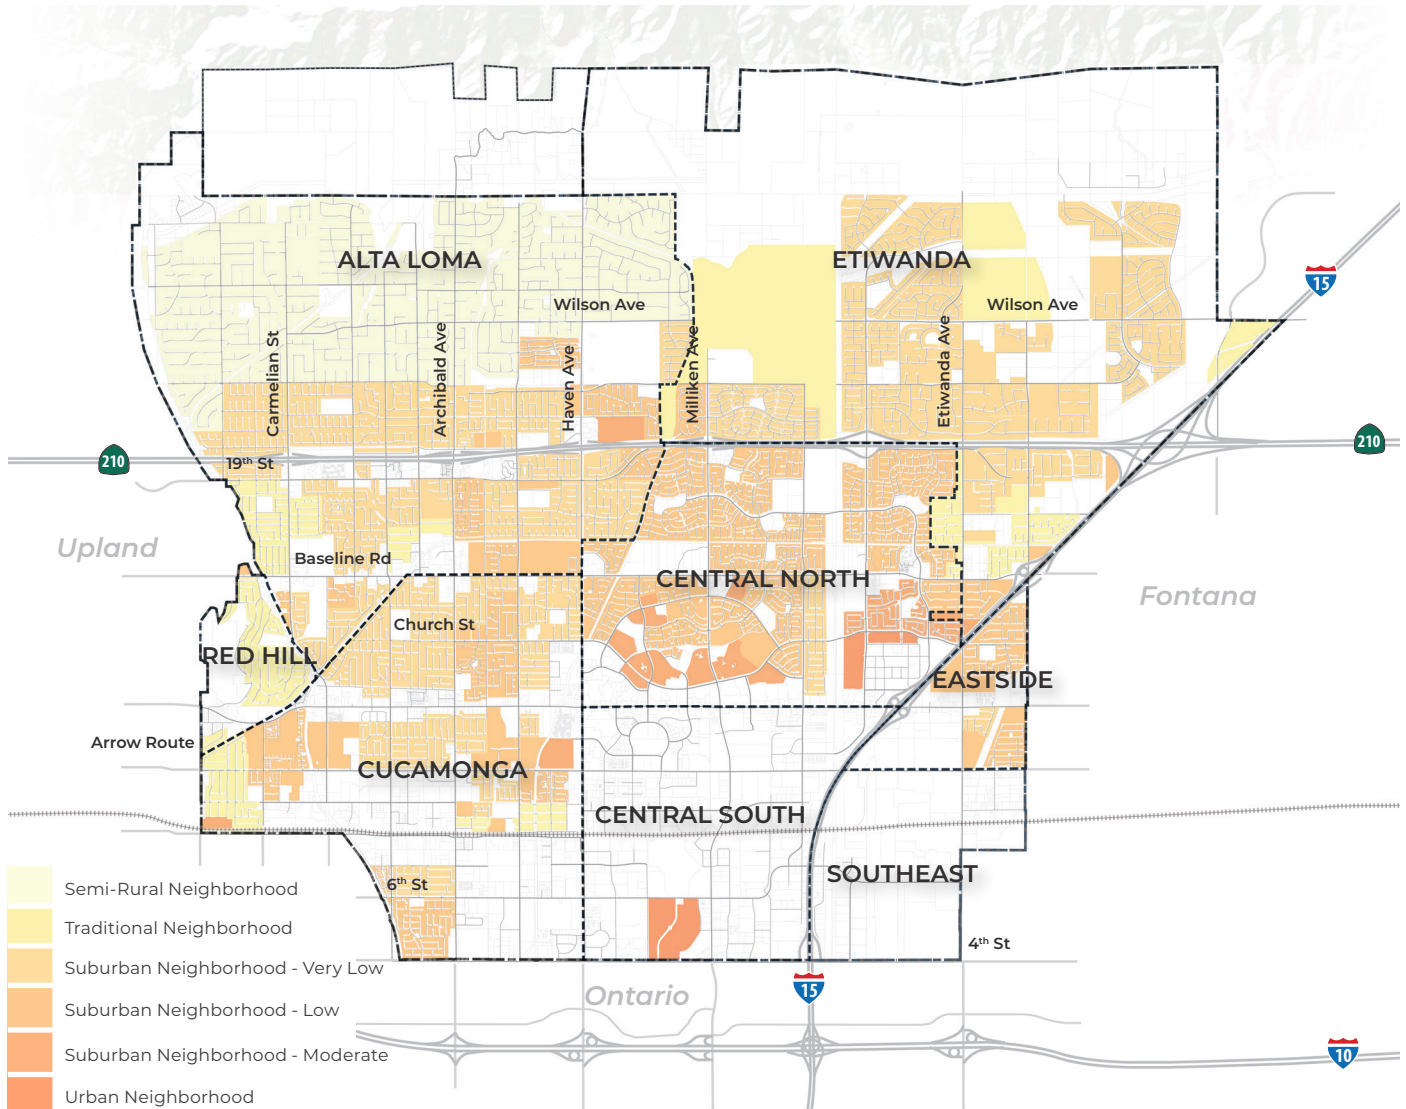 ALTA LOMA
ETIWANDA
15
Wilson Ave
Wilson Ave
Carmelian St
Archibald Ave
Haven Ave
Milliken Ave
Etiwanda Ave
210
19th St
210
Upland
Baseline Rd
CENTRAL NORTH
Fontana
Church St
RED HILL
EASTSIDE
Arrow Route
CUCAMONGA
CENTRAL SOUTH
SOUTHEAST
6th St
4th St
Ontario
15
10
Semi-Rural Neighborhood
Traditional Neighborhood
Suburban Neighborhood - Very Low
Suburban Neighborhood - Low
Suburban Neighborhood - Moderate
Urban Neighborhood